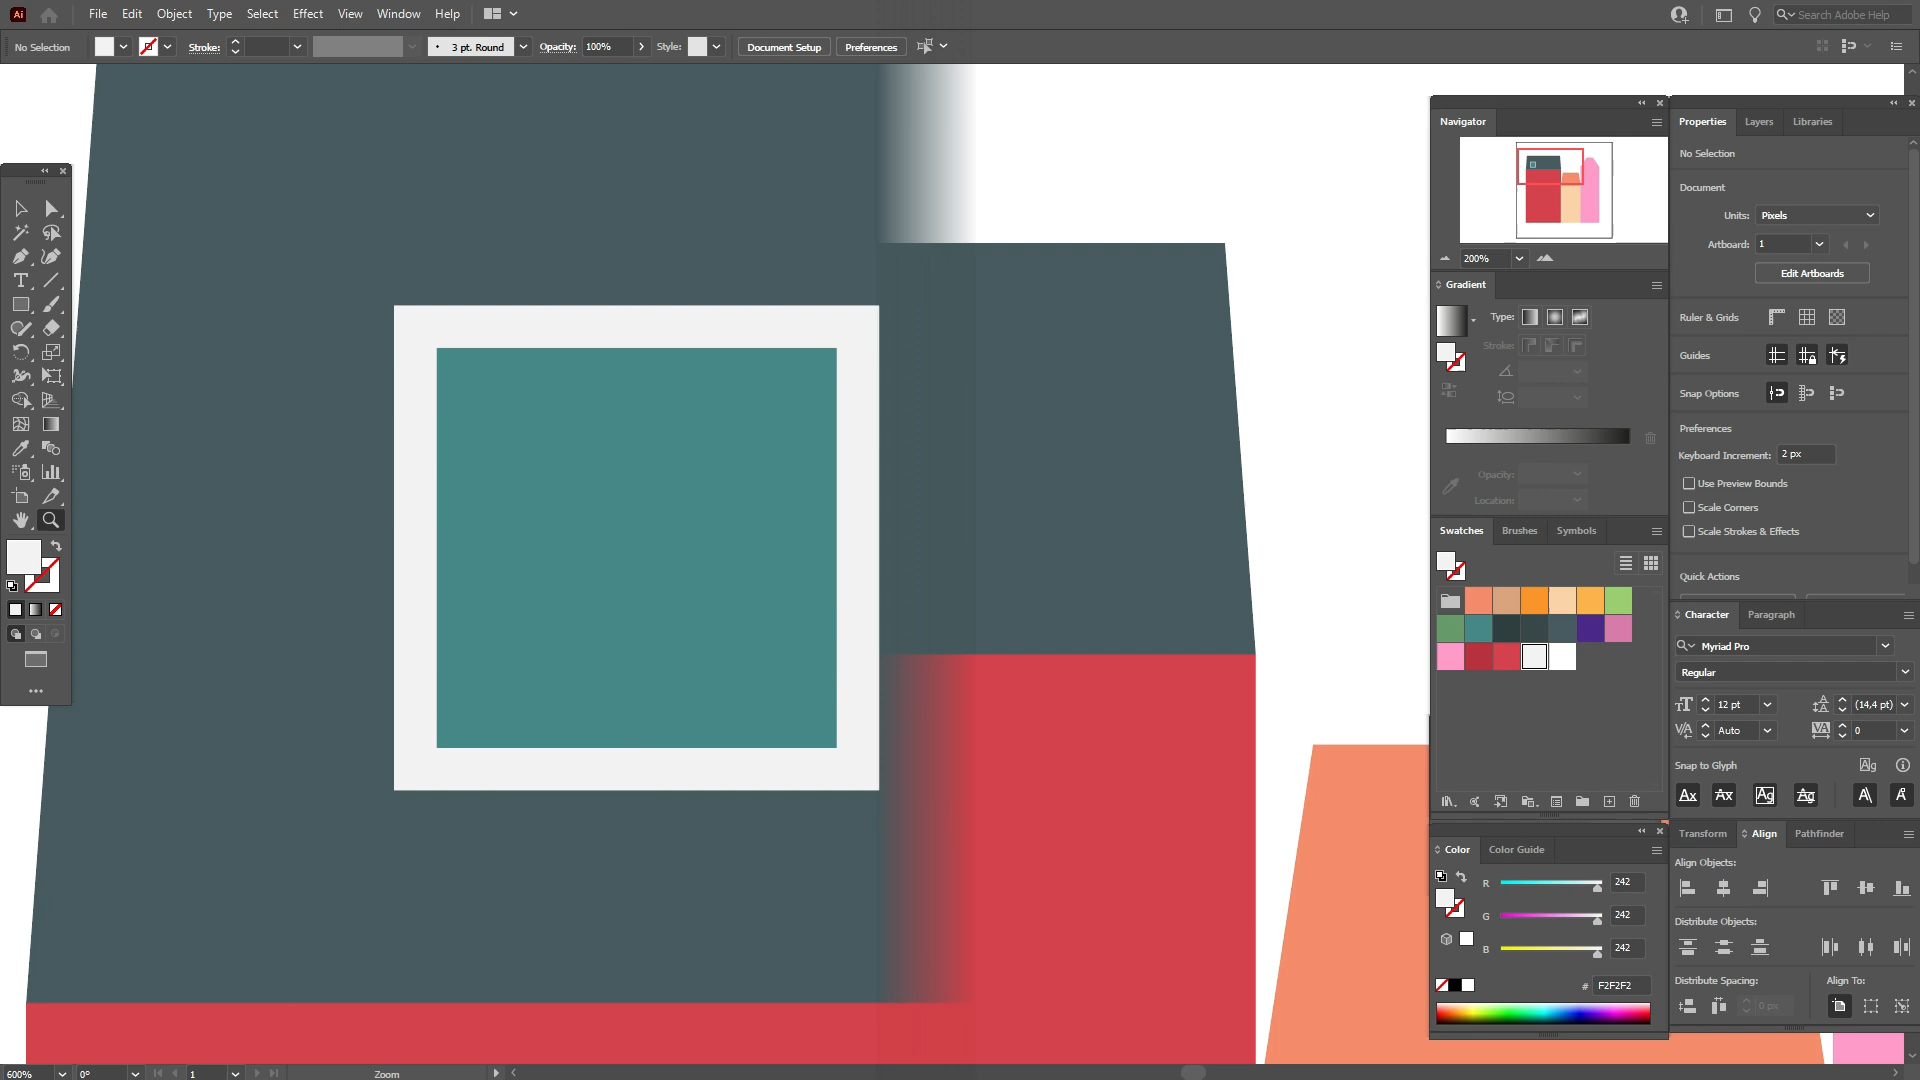 Ai File Edit Object Type Select Effect View Window Help Search Adobe Help
No Selection Stroke: 3 pt. Round Opacity: 100% Style: Document Setup Preferences
Navigator
200%
Gradient
Type:
Stroke:
Opacity:
Location:
Swatches Brushes Symbols
Color Color Guide
R 242
G 242
B 242
# F2F2F2
Properties Layers Libraries
No Selection
Document
Units: Pixels
Artboard: 1
Edit Artboards
Ruler & Grids
Guides
Snap Options
Preferences
Keyboard Increment: 2 px
Use Preview Bounds
Scale Corners
Scale Strokes & Effects
Quick Actions
Character Paragraph
Myriad Pro
Regular
12 pt (14,4 pt)
Auto 0
Snap to Glyph
Transform Align Pathfinder
Align Objects:
Distribute Objects:
Distribute Spacing: Align To:
0 px
600% 0° 1 Zoom